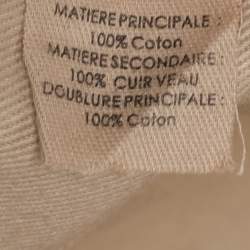 MATIERE PRINCIPALE :
100% Coton
MATIERE SECONDAIRE :
100% CUIR VEAU
DOUBLURE PRINCIPALE :
100% Coton